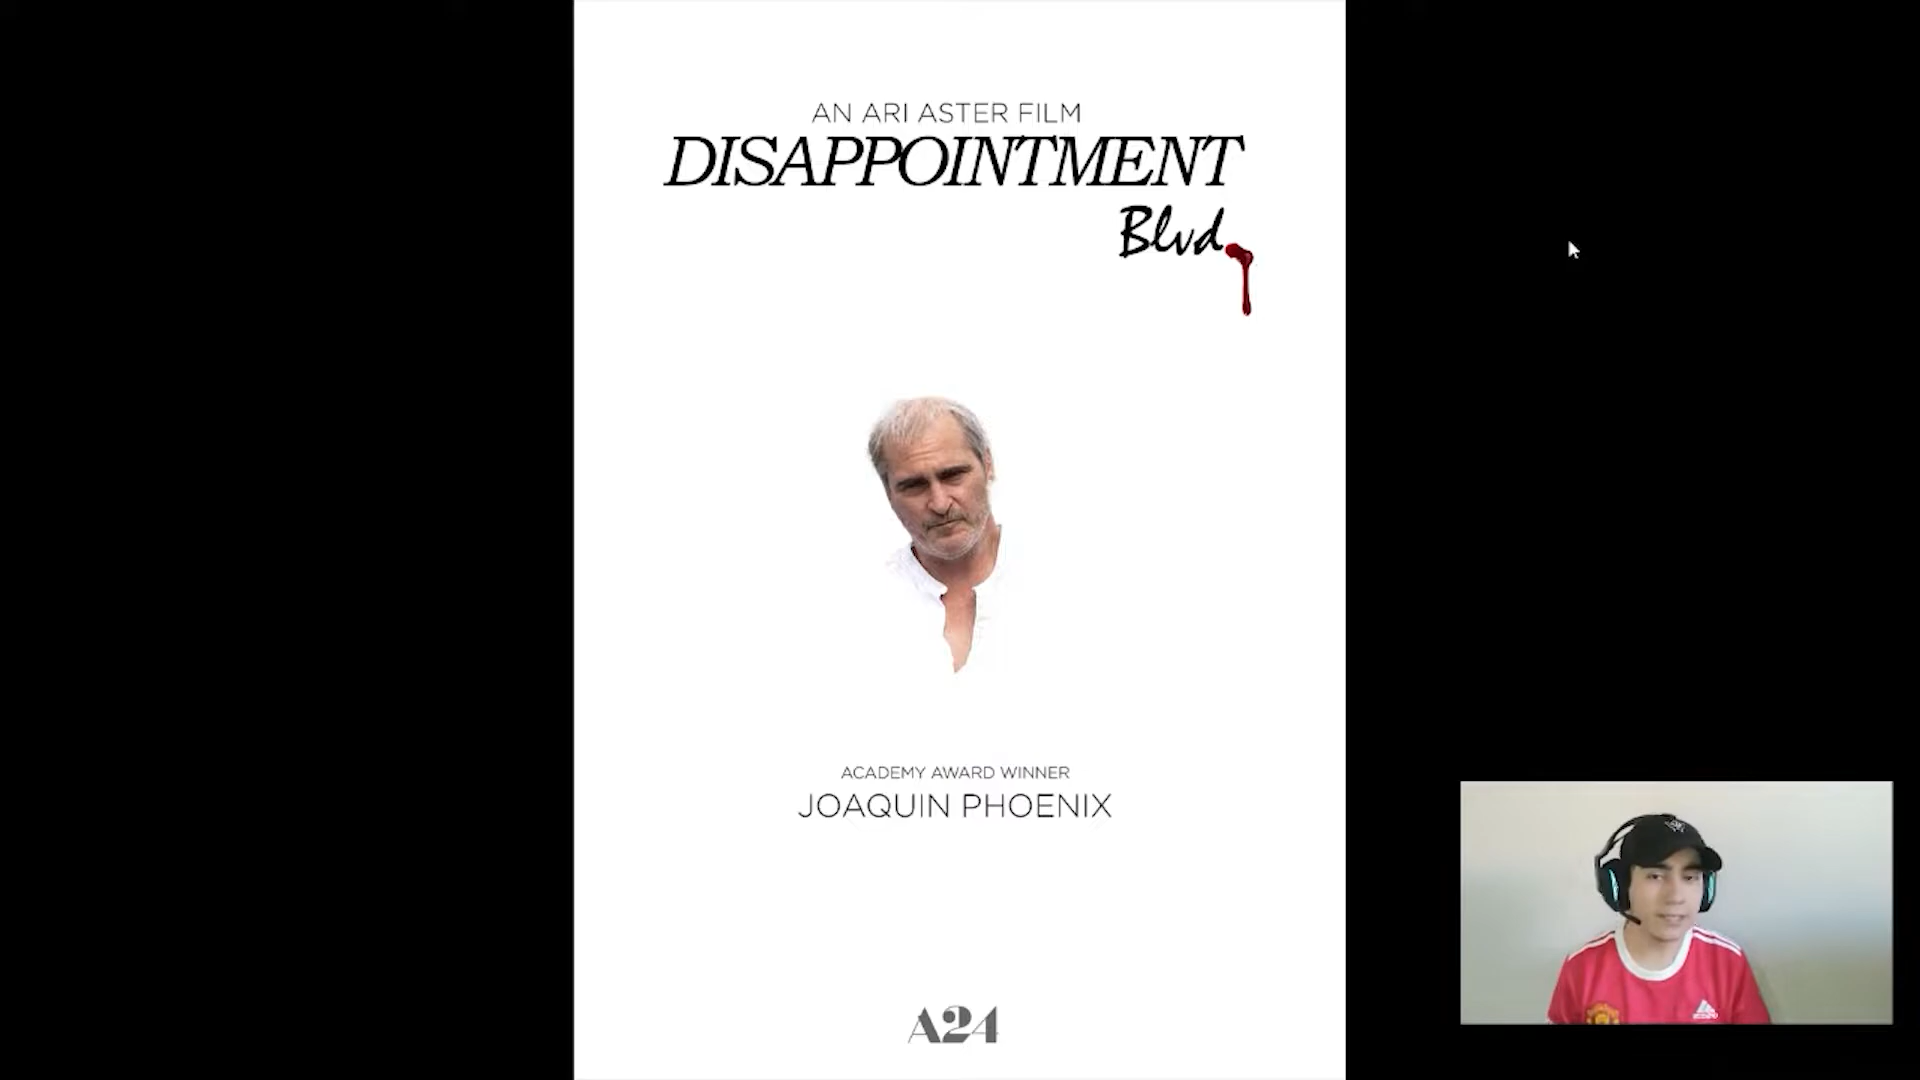 AN ARI ASTER FILM
DISAPPOINTMENT
Blvd
ACADEMY AWARD WINNER
JOAQUIN PHOENIX
A24